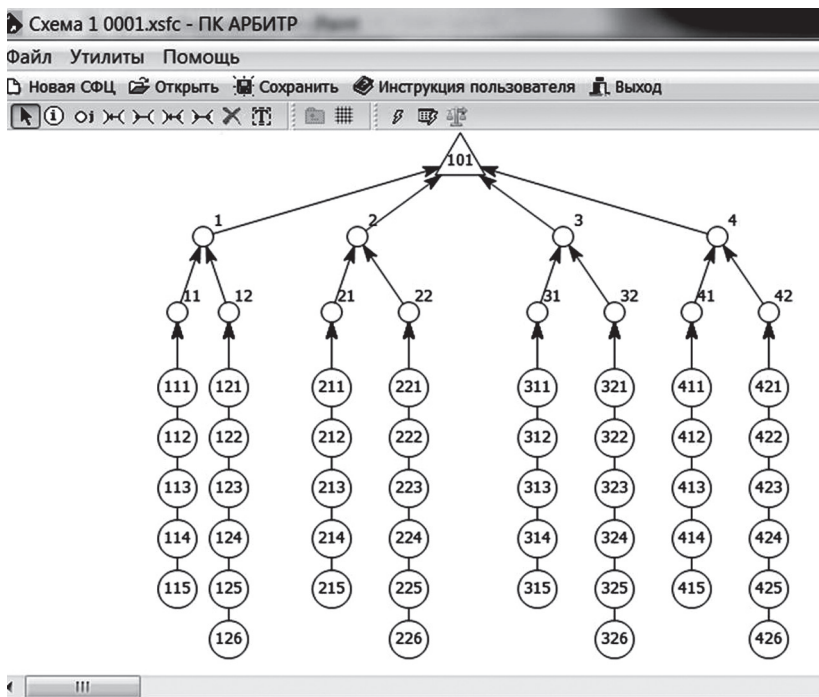 Схема 1 0001.xsfc - ПК АРБИТР
Файл Утилиты Помощь
Новая СФЦ Открыть Сохранить Инструкция пользователя Выход
101
1 2 3 4
11 12 21 22 31 32 41 42
111 121 211 221 311 321 411 421
112 122 212 222 312 322 412 422
113 123 213 223 313 323 413 423
114 124 214 224 314 324 414 424
115 125 215 225 315 325 415 425
126 226 326 426